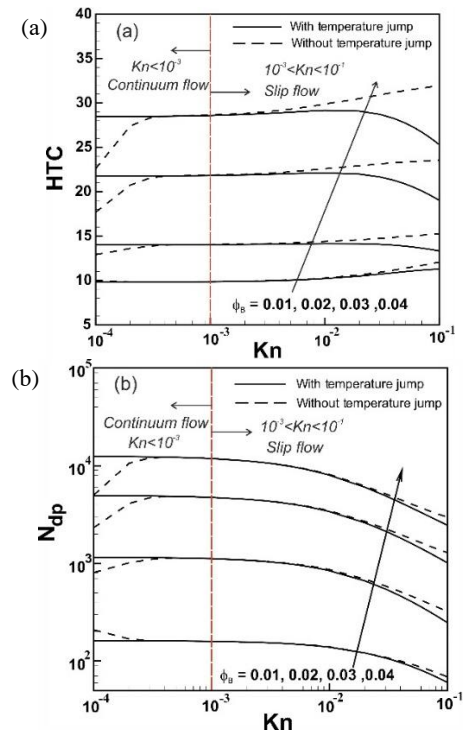 (a)
(a)
With temperature jump
Without temperature jump
Kn<10⁻³
Continuum flow
10⁻³<Kn<10⁻¹
Slip flow
HTC
40
35
30
25
20
15
10
5
ϕB = 0.01, 0.02, 0.03 ,0.04
10⁻⁴ 10⁻³ 10⁻² 10⁻¹
Kn
(b)
(b)
With temperature jump
Without temperature jump
Continuum flow
Kn<10⁻³
10⁻³<Kn<10⁻¹
Slip flow
Ndp
10⁵
10⁴
10³
10²
ϕB = 0.01, 0.02, 0.03 ,0.04
10⁻⁴ 10⁻³ 10⁻² 10⁻¹
Kn